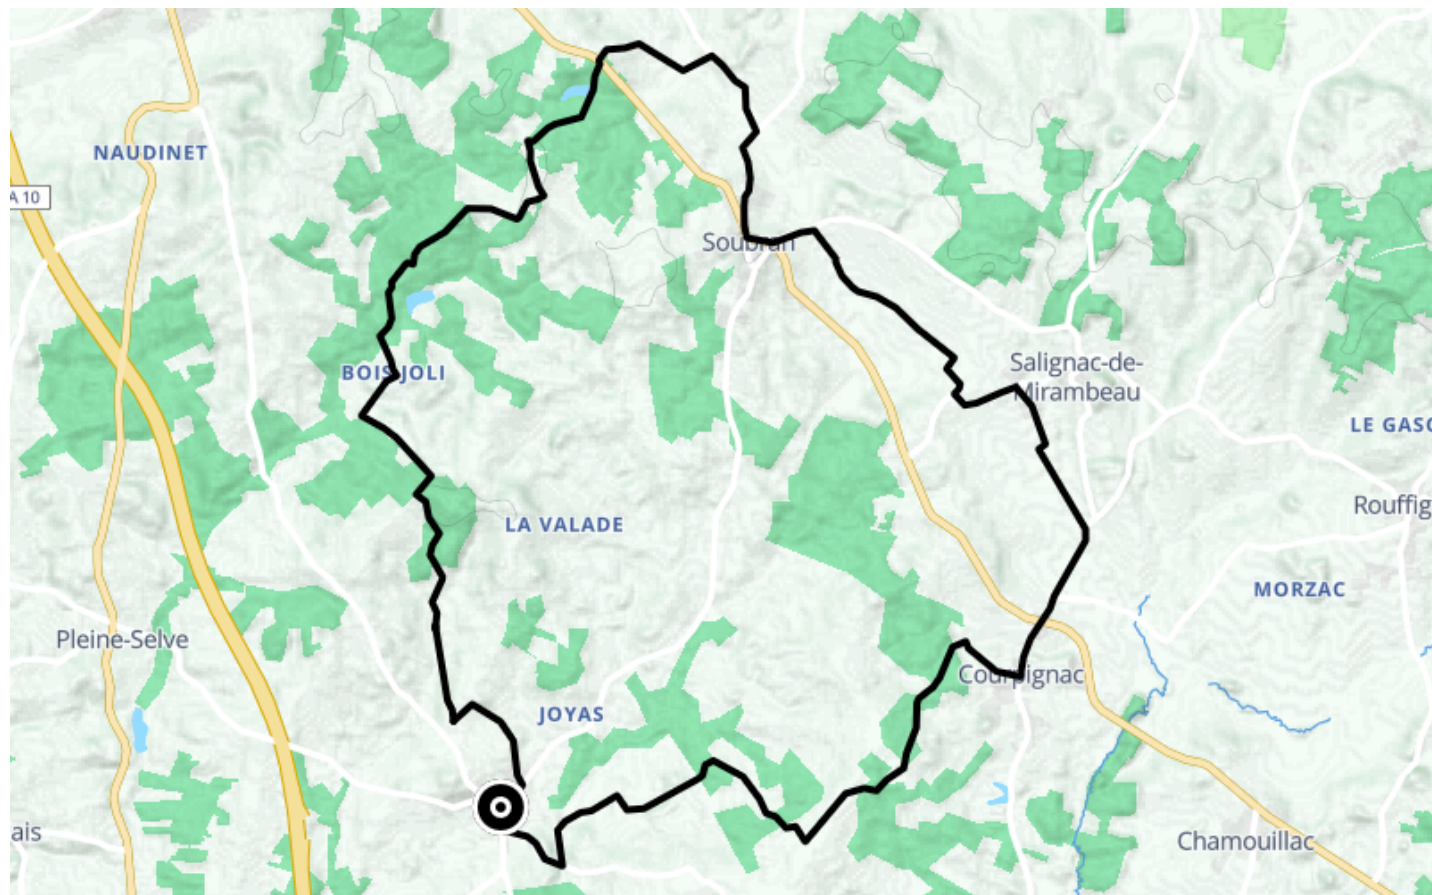 NAUDINET
A 10
Soubran
Salignac-de-
Mirambeau
BOIS JOLI
LE GASC
Rouffig
LA VALADE
MORZAC
Pleine-Selve
Courpignac
JOYAS
ais
Chamouillac